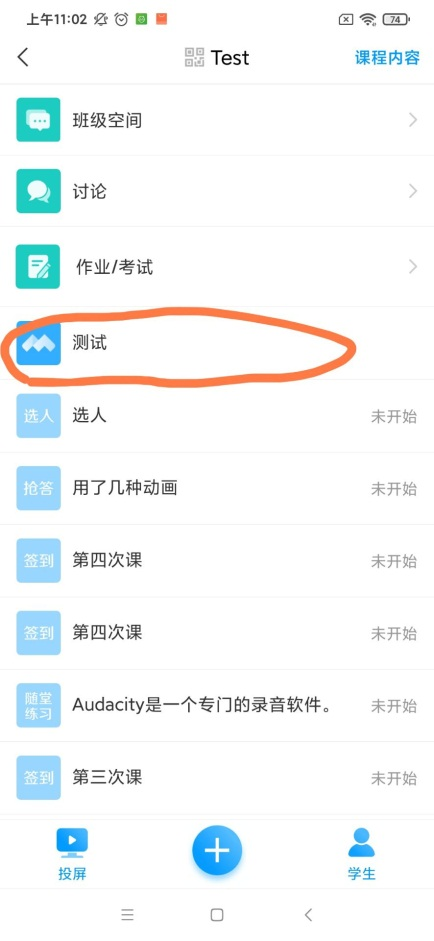 上午11:02
74
Test
课程内容
班级空间
讨论
作业/考试
测试
选人
选人
未开始
抢答
用了几种动画
未开始
签到
第四次课
未开始
签到
第四次课
未开始
随堂
练习
Audacity是一个专门的录音软件。
未开始
签到
第三次课
未开始
投屏
学生